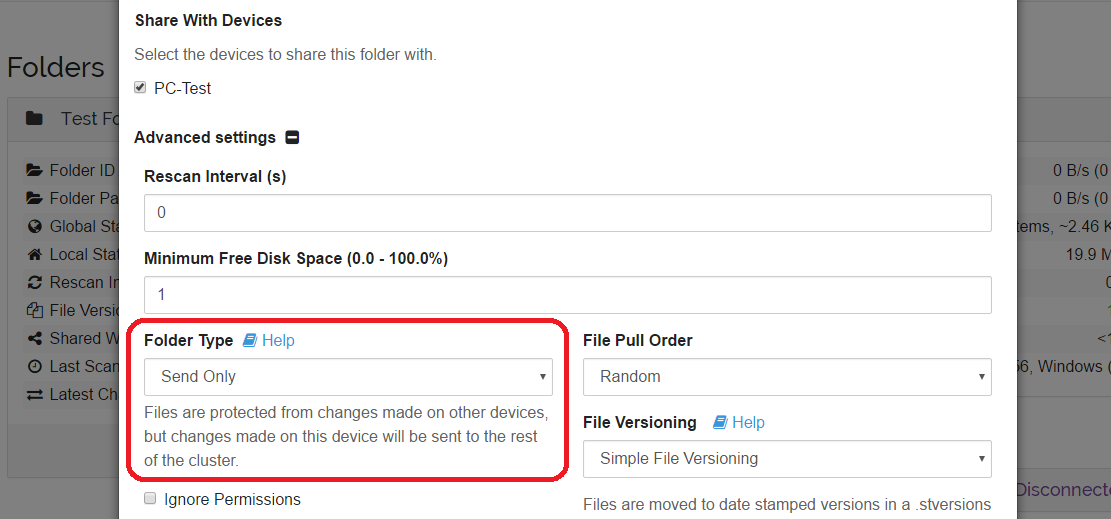 Share With Devices
Select the devices to share this folder with.
PC-Test
Advanced settings
Rescan Interval (s)
0
Minimum Free Disk Space (0.0 - 100.0%)
1
Folder Type Help
Send Only
Files are protected from changes made on other devices,
but changes made on this device will be sent to the rest
of the cluster.
Ignore Permissions
File Pull Order
Random
File Versioning Help
Simple File Versioning
Files are moved to date stamped versions in a .stversions
Folders
Test Fo
Folder ID
Folder Pa
Global Sta
Local Stat
Rescan In
File Versio
Shared W
Last Scan
Latest Ch
0 B/s (0
0 B/s (0
tems, ~2.46 K
19.9 M
56, Windows (
Disconnecte